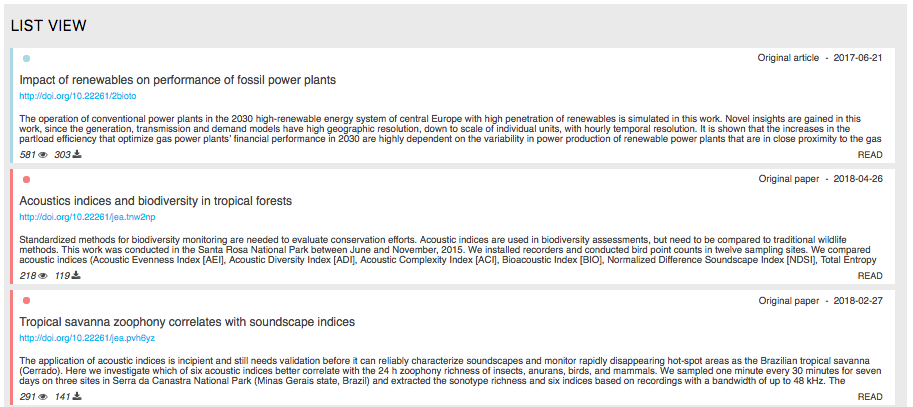 LIST VIEW
Original article - 2017-06-21
Impact of renewables on performance of fossil power plants
http://doi.org/10.22261/2bioto
The operation of conventional power plants in the 2030 high-renewable energy system of central Europe with high penetration of renewables is simulated in this work. Novel insights are gained in this
work, since the generation, transmission and demand models have high geographic resolution, down to scale of individual units, with hourly temporal resolution. It is shown that the increases in the
partload efficiency that optimize gas power plants' financial performance in 2030 are highly dependent on the variability in power production of renewable power plants that are in close proximity to the gas
581 303 READ
Original paper - 2018-04-26
Acoustics indices and biodiversity in tropical forests
http://doi.org/10.22261/jea.tnw2np
Standardized methods for biodiversity monitoring are needed to evaluate conservation efforts. Acoustic indices are used in biodiversity assessments, but need to be compared to traditional wildlife
methods. This work was conducted in the Santa Rosa National Park between June and November, 2015. We installed recorders and conducted bird point counts in twelve sampling sites. We compared
acoustic indices (Acoustic Evenness Index [AEI], Acoustic Diversity Index [ADI], Acoustic Complexity Index [ACI], Bioacoustic Index [BIO], Normalized Difference Soundscape Index [NDSI], Total Entropy
218 119 READ
Original paper - 2018-02-27
Tropical savanna zoophony correlates with soundscape indices
http://doi.org/10.22261/jea.pvh6yz
The application of acoustic indices is incipient and still needs validation before it can reliably characterize soundscapes and monitor rapidly disappearing hot-spot areas as the Brazilian tropical savanna
(Cerrado). Here we investigate which of six acoustic indices better correlate with the 24 h zoophony richness of insects, anurans, birds, and mammals. We sampled one minute every 30 minutes for seven
days on three sites in Serra da Canastra National Park (Minas Gerais state, Brazil) and extracted the sonotype richness and six indices based on recordings with a bandwidth of up to 48 kHz. The
291 141 READ